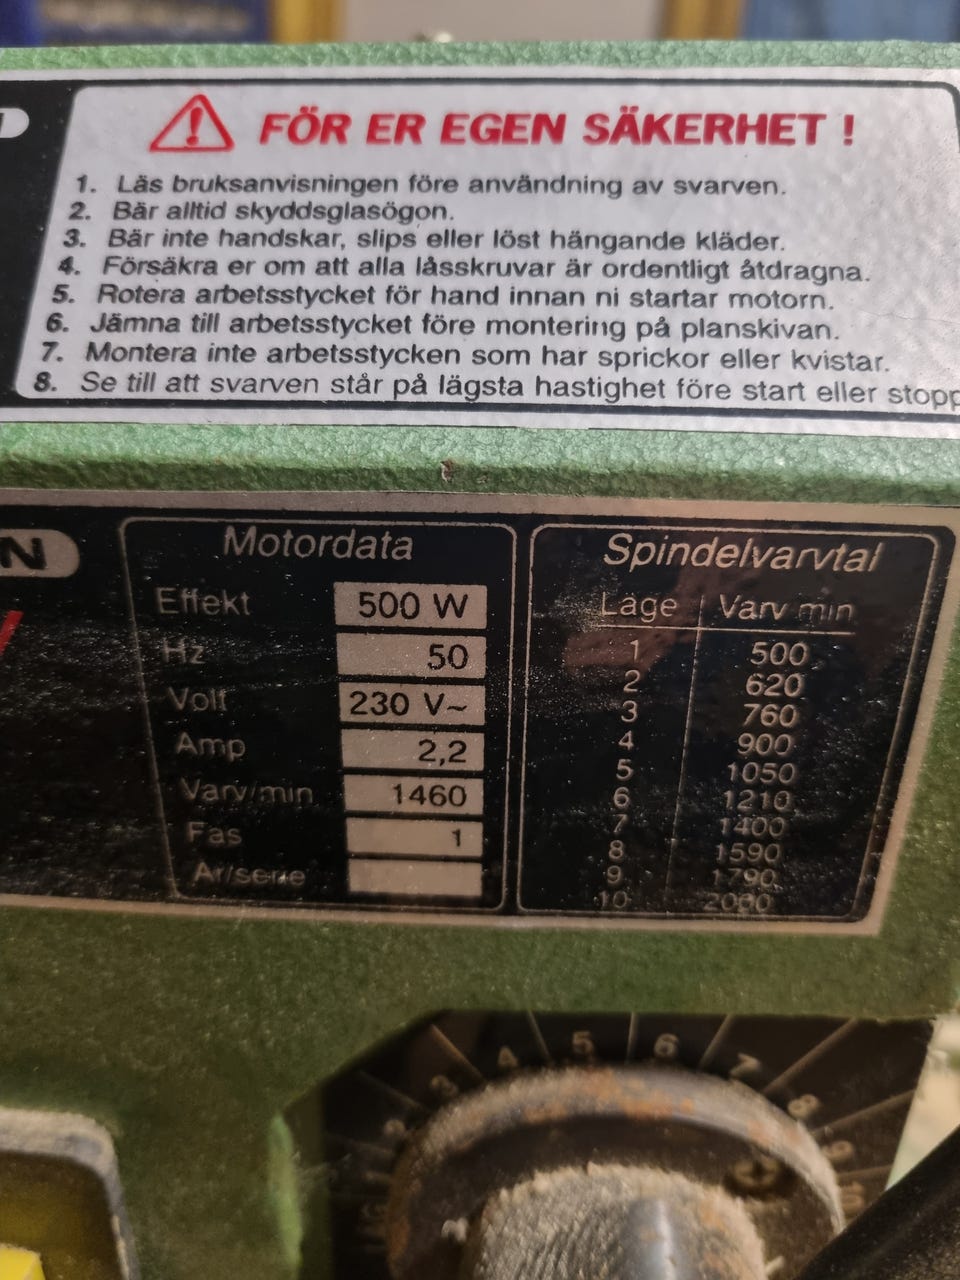 FÖR ER EGEN SÄKERHET !
1. Läs bruksanvisningen före användning av svarven.
2. Bär alltid skyddsglasögon.
3. Bär inte handskar, slips eller löst hängande kläder.
4. Försäkra er om att alla låsskruvar är ordentligt åtdragna.
5. Rotera arbetsstycket för hand innan ni startar motorn.
6. Jämna till arbetsstycket före montering på planskivan.
7. Montera inte arbetsstycken som har sprickor eller kvistar.
8. Se till att svarven står på lägsta hastighet före start eller stopp
N
Motordata
Effekt 500 W
Hz 50
Volt 230 V~
Amp 2,2
Varv/min 1460
Fas 1
Ar/serie
Spindelvarvtal
Läge Varv min
1 500
2 620
3 760
4 900
5 1050
6 1210
7 1400
8 1590
9 1790
10 2000
2 3 4 5 6 7 8 9 10